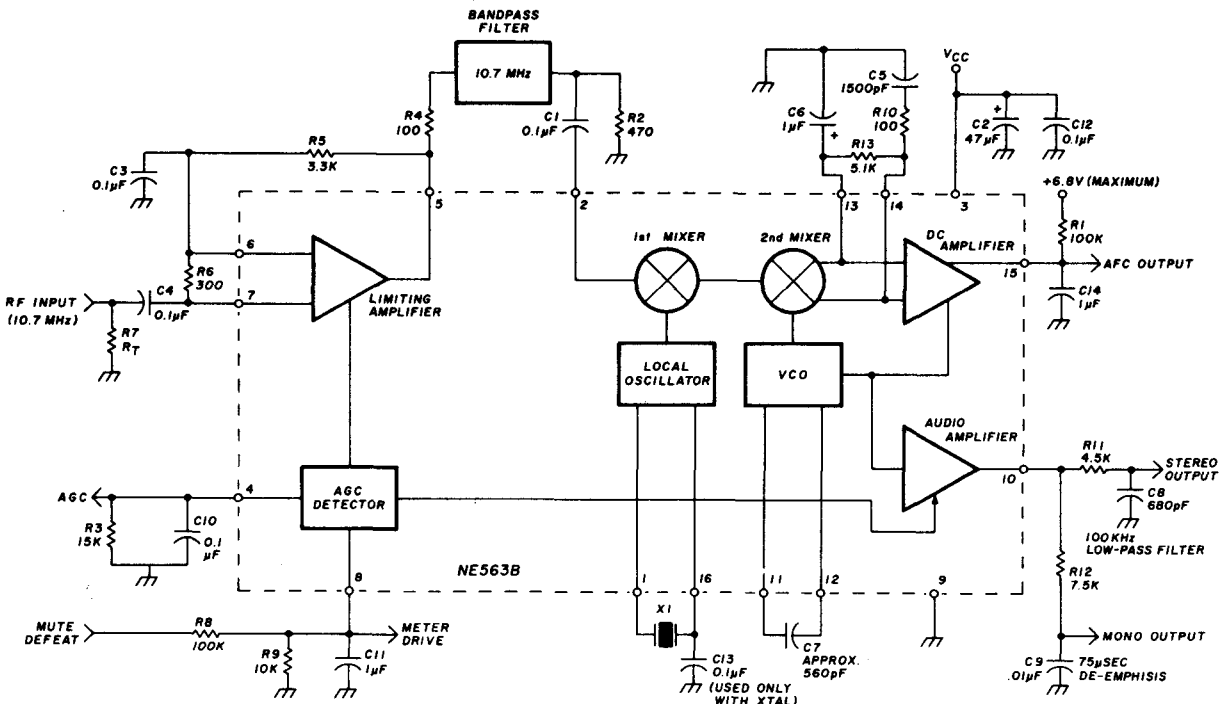 BANDPASS
FILTER
10.7 MHz
R4
100
C1
0.1µF
R2
470
C5
1500pF
C6
1µF
+
R10
100
R13
5.1K
VCC
+
C2
47µF
C12
0.1µF
+6.8V (MAXIMUM)
R1
100K
AFC OUTPUT
C14
1µF
C3
0.1µF
R5
3.3K
5
2
13
14
3
15
6
7
R6
300
C4
0.1µF
RF INPUT
(10.7 MHz)
R7
RT
LIMITING
AMPLIFIER
1st MIXER
2nd MIXER
DC
AMPLIFIER
LOCAL
OSCILLATOR
VCO
AUDIO
AMPLIFIER
10
R11
4.5K
STEREO
OUTPUT
C8
680pF
100KHz
LOW-PASS FILTER
AGC
4
AGC
DETECTOR
R3
15K
C10
0.1
µF
8
NE563B
1
16
11
12
9
R12
7.5K
MUTE
DEFEAT
R8
100K
METER
DRIVE
R9
10K
C11
1µF
X1
C13
0.1µF
(USED ONLY
WITH XTAL)
C7
APPROX.
560pF
MONO OUTPUT
C9
.01µF
75µSEC
DE-EMPHISIS